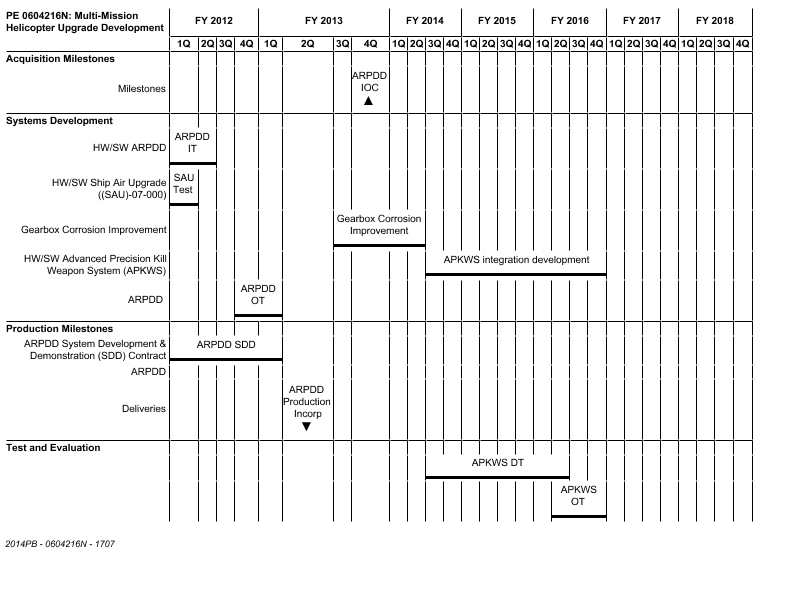 PE 0604216N: Multi-Mission
Helicopter Upgrade Development
FY 2012 FY 2013 FY 2014 FY 2015 FY 2016 FY 2017 FY 2018
1Q 2Q 3Q 4Q 1Q 2Q 3Q 4Q 1Q 2Q 3Q 4Q 1Q 2Q 3Q 4Q 1Q 2Q 3Q 4Q 1Q 2Q 3Q 4Q 1Q 2Q 3Q 4Q
Acquisition Milestones
Milestones
ARPDD
IOC
Systems Development
HW/SW ARPDD
ARPDD
IT
HW/SW Ship Air Upgrade
((SAU)-07-000)
SAU
Test
Gearbox Corrosion Improvement
Gearbox Corrosion
Improvement
HW/SW Advanced Precision Kill
Weapon System (APKWS)
APKWS integration development
ARPDD
ARPDD
OT
Production Milestones
ARPDD System Development &
Demonstration (SDD) Contract
ARPDD SDD
ARPDD
Deliveries
ARPDD
Production
Incorp
Test and Evaluation
APKWS DT
APKWS
OT
2014PB - 0604216N - 1707